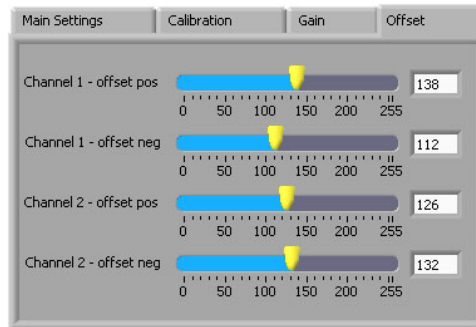 Main Settings Calibration Gain Offset
Channel 1 - offset pos 138
0 50 100 150 200 255
Channel 1 - offset neg 112
0 50 100 150 200 255
Channel 2 - offset pos 126
0 50 100 150 200 255
Channel 2 - offset neg 132
0 50 100 150 200 255